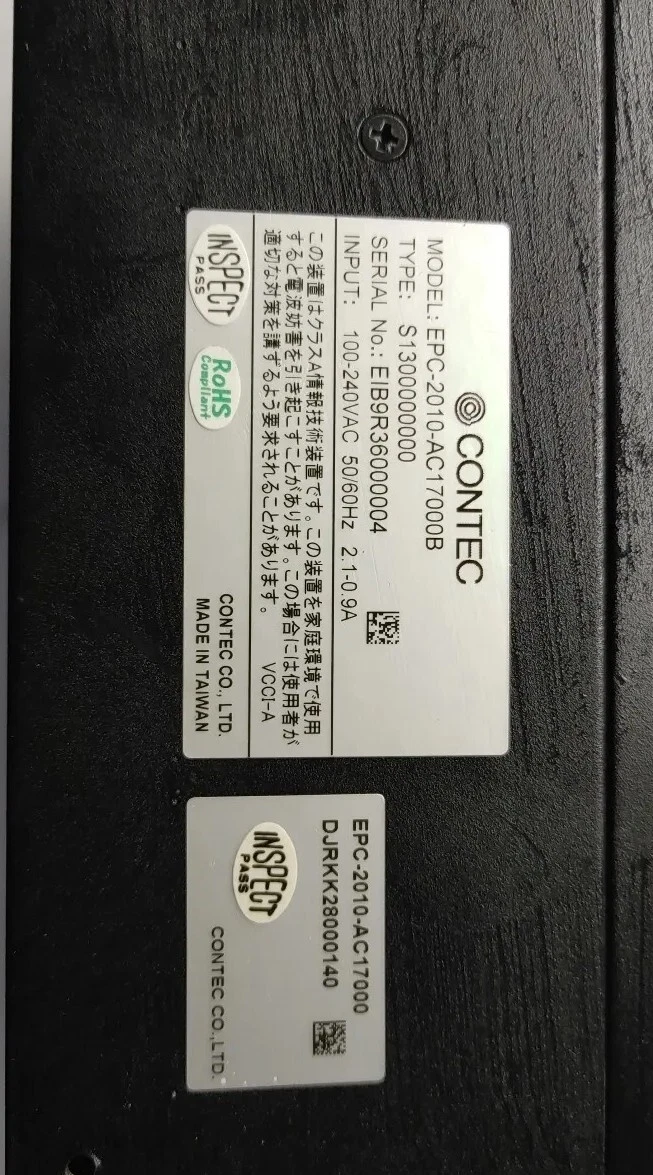 CONTEC
MODEL: EPC-2010-AC17000B
TYPE: S1300000000
SERIAL No.: EIB9R36000004
INPUT: 100-240VAC 50/60Hz 2.1-0.9A
この装置はクラスA情報技術装置です。この装置を家庭環境で使用
すると電波妨害を引き起こすことがあります。この場合には使用者が
適切な対策を講ずるよう要求されることがあります。 VCCI-A
INSPECT
PASS
RoHS
Compliant
CONTEC CO., LTD.
MADE IN TAIWAN
EPC-2010-AC17000
DJRKK28000140
INSPECT
PASS
CONTEC CO.,LTD.